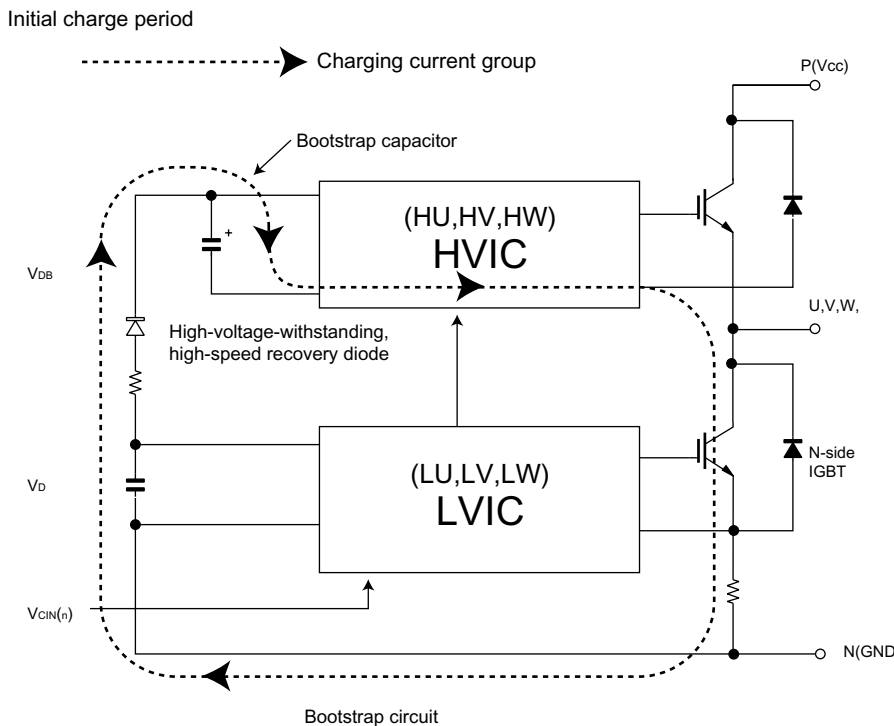 Initial charge period
Charging current group
P(Vcc)
Bootstrap capacitor
+
(HU,HV,HW)
HVIC
VDB
U,V,W,
High-voltage-withstanding,
high-speed recovery diode
(LU,LV,LW)
LVIC
N-side
IGBT
VD
VCIN(n)
N(GND
Bootstrap circuit